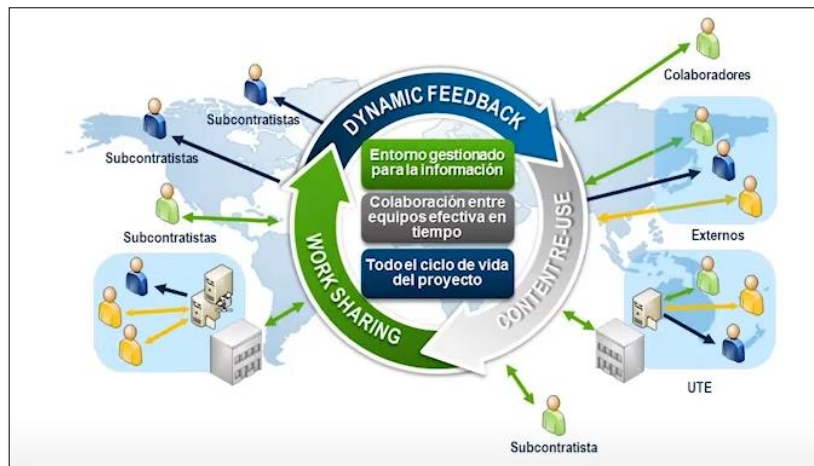 Colaboradores
Subcontratistas
Subcontratistas
Subcontratistas
DYNAMIC FEEDBACK
Entorno gestionado
para la información
Colaboración entre
equipos efectiva en
tiempo
Todo el ciclo de vida
del proyecto
WORK SHARING
CONTENT RE-USE
Externos
UTE
Subcontratista